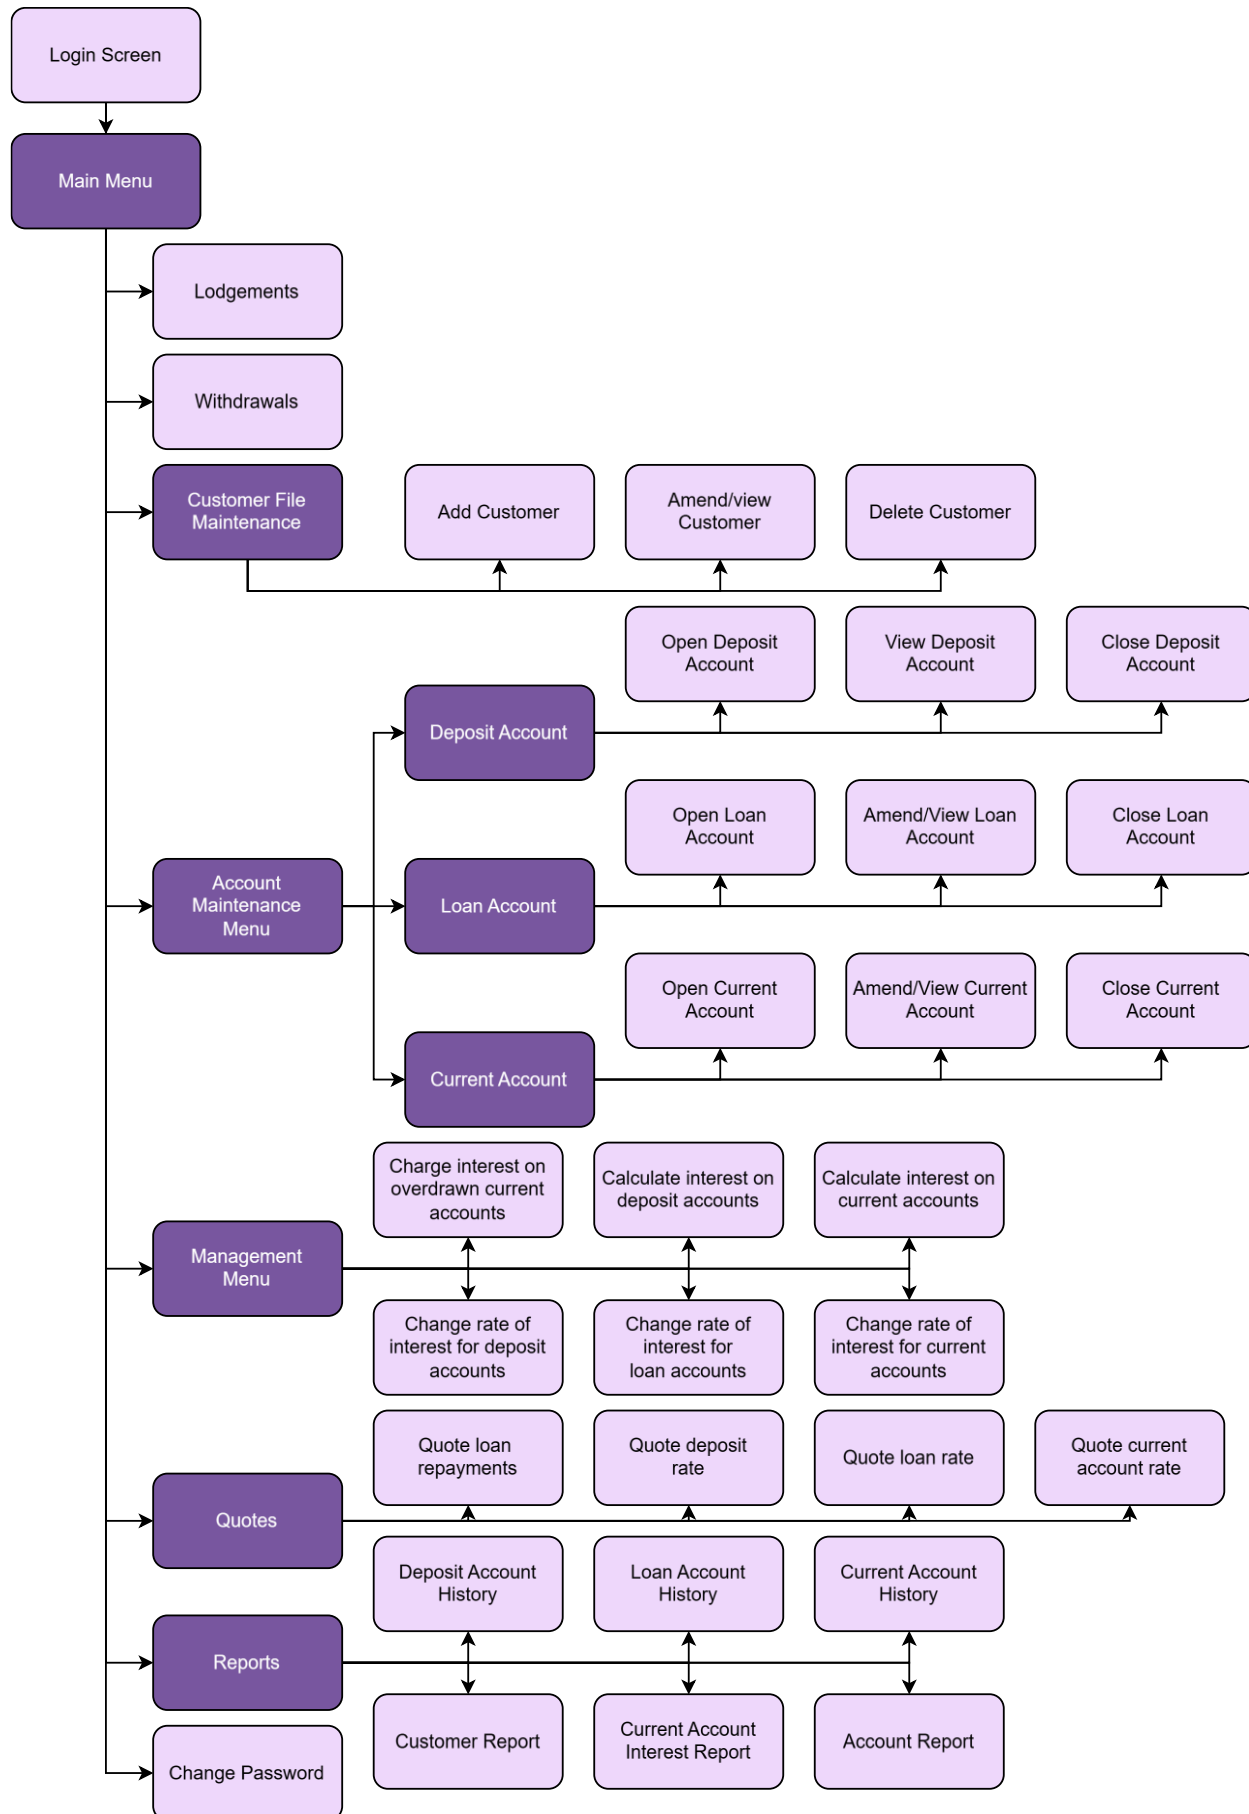 Login Screen
Main Menu
Lodgements
Withdrawals
Customer File
Maintenance
Add Customer
Amend/view
Customer
Delete Customer
Open Deposit
Account
View Deposit
Account
Close Deposit
Account
Deposit Account
Open Loan
Account
Amend/View Loan
Account
Close Loan
Account
Account
Maintenance
Menu
Loan Account
Open Current
Account
Amend/View Current
Account
Close Current
Account
Current Account
Charge interest on
overdrawn current
accounts
Calculate interest on
deposit accounts
Calculate interest on
current accounts
Management
Menu
Change rate of
interest for deposit
accounts
Change rate of
interest for
loan accounts
Change rate of
interest for current
accounts
Quote loan
repayments
Quote deposit
rate
Quote loan rate
Quote current
account rate
Quotes
Deposit Account
History
Loan Account
History
Current Account
History
Reports
Customer Report
Current Account
Interest Report
Account Report
Change Password